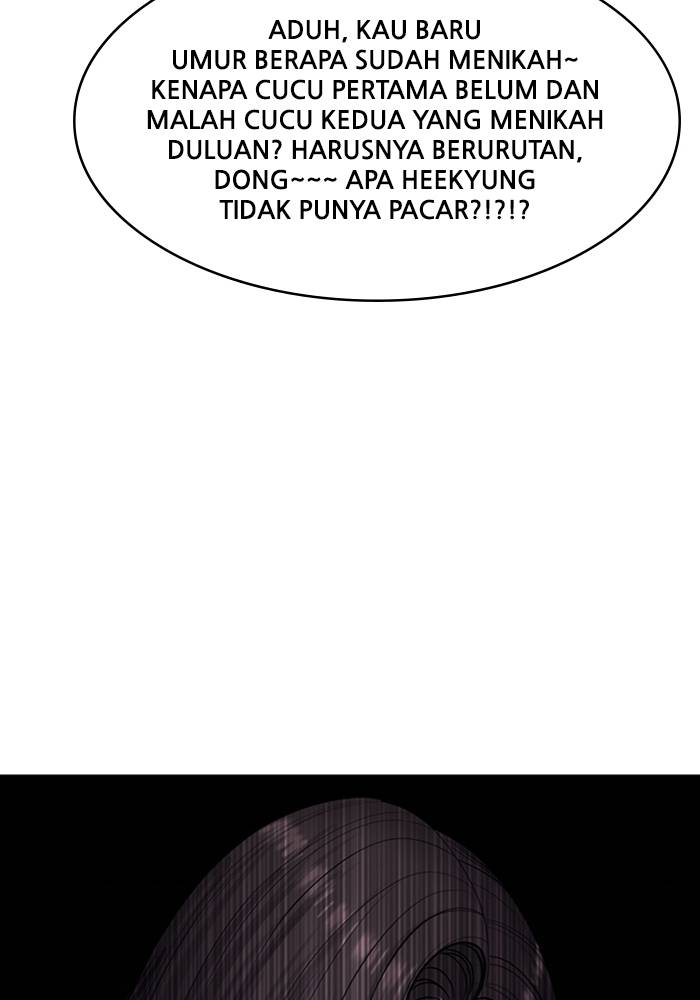 ADUH, KAU BARU
UMUR BERAPA SUDAH MENIKAH~
KENAPA CUCU PERTAMA BELUM DAN
MALAH CUCU KEDUA YANG MENIKAH
DULUAN? HARUSNYA BERURUTAN,
DONG~~~ APA HEEKYUNG
TIDAK PUNYA PACAR?!?!?